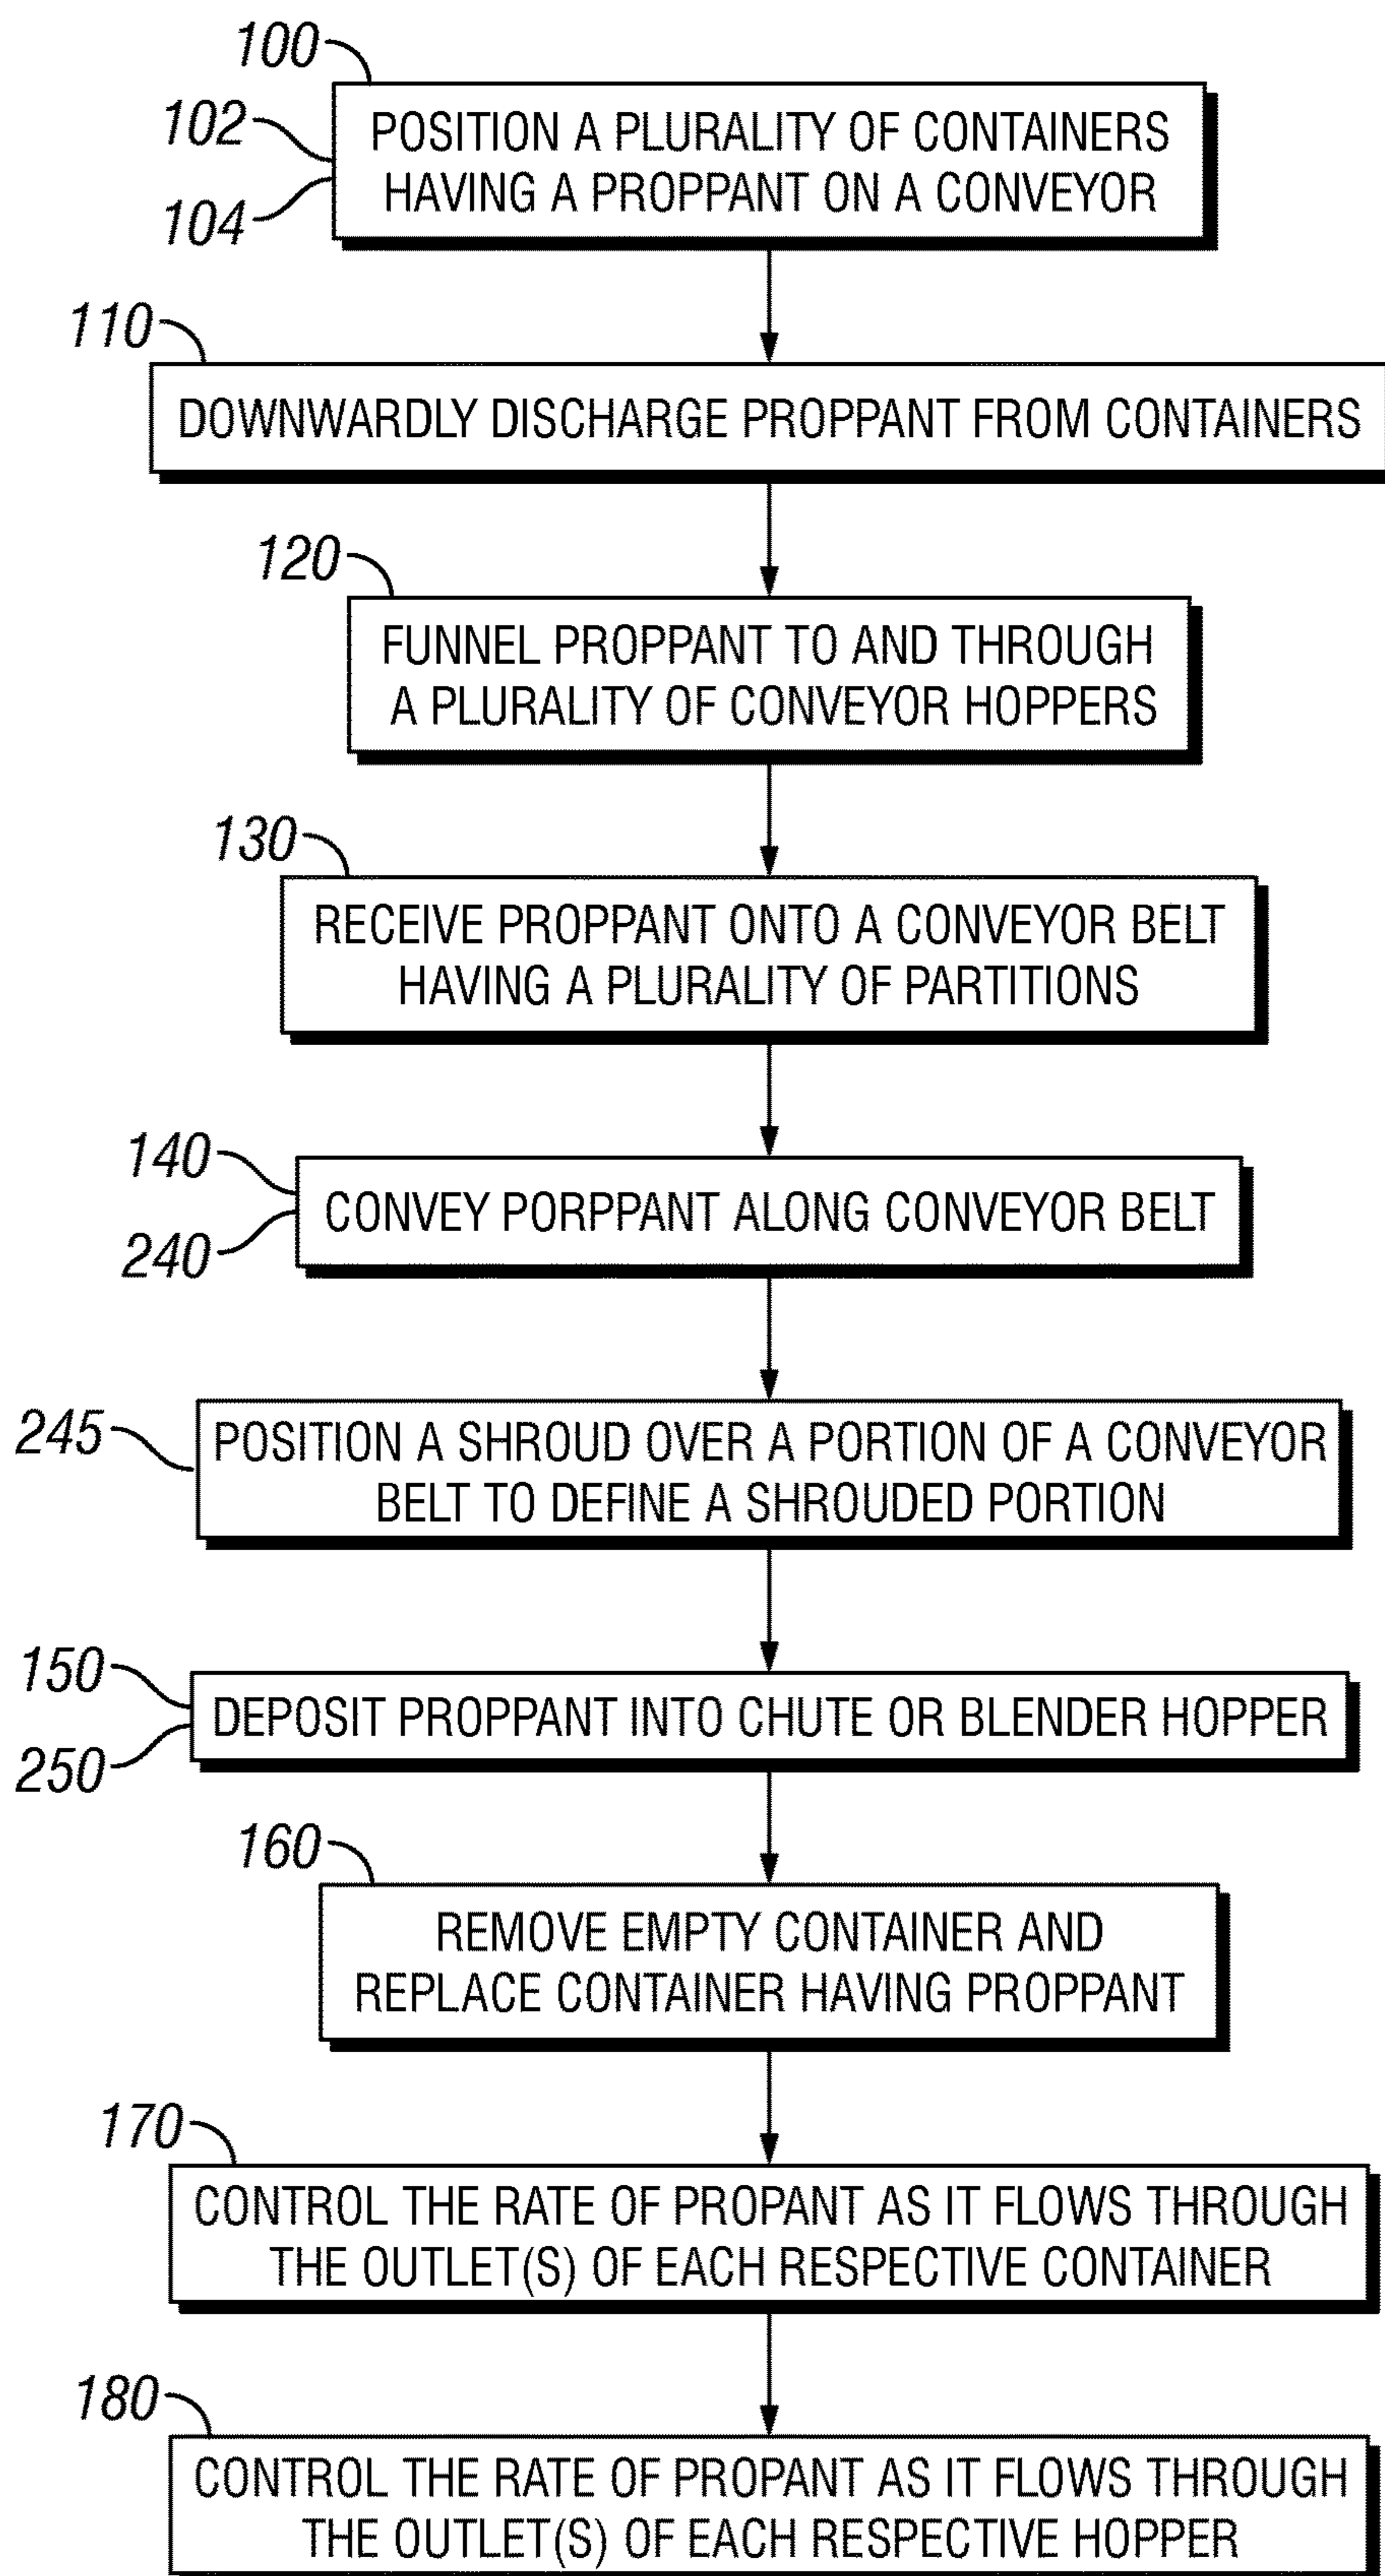 100
102
104
POSITION A PLURALITY OF CONTAINERS
HAVING A PROPPANT ON A CONVEYOR
110
DOWNWARDLY DISCHARGE PROPPANT FROM CONTAINERS
120
FUNNEL PROPPANT TO AND THROUGH
A PLURALITY OF CONVEYOR HOPPERS
130
RECEIVE PROPPANT ONTO A CONVEYOR BELT
HAVING A PLURALITY OF PARTITIONS
140
240
CONVEY PORPPANT ALONG CONVEYOR BELT
245
POSITION A SHROUD OVER A PORTION OF A CONVEYOR
BELT TO DEFINE A SHROUDED PORTION
150
250
DEPOSIT PROPPANT INTO CHUTE OR BLENDER HOPPER
160
REMOVE EMPTY CONTAINER AND
REPLACE CONTAINER HAVING PROPPANT
170
CONTROL THE RATE OF PROPANT AS IT FLOWS THROUGH
THE OUTLET(S) OF EACH RESPECTIVE CONTAINER
180
CONTROL THE RATE OF PROPANT AS IT FLOWS THROUGH
THE OUTLET(S) OF EACH RESPECTIVE HOPPER